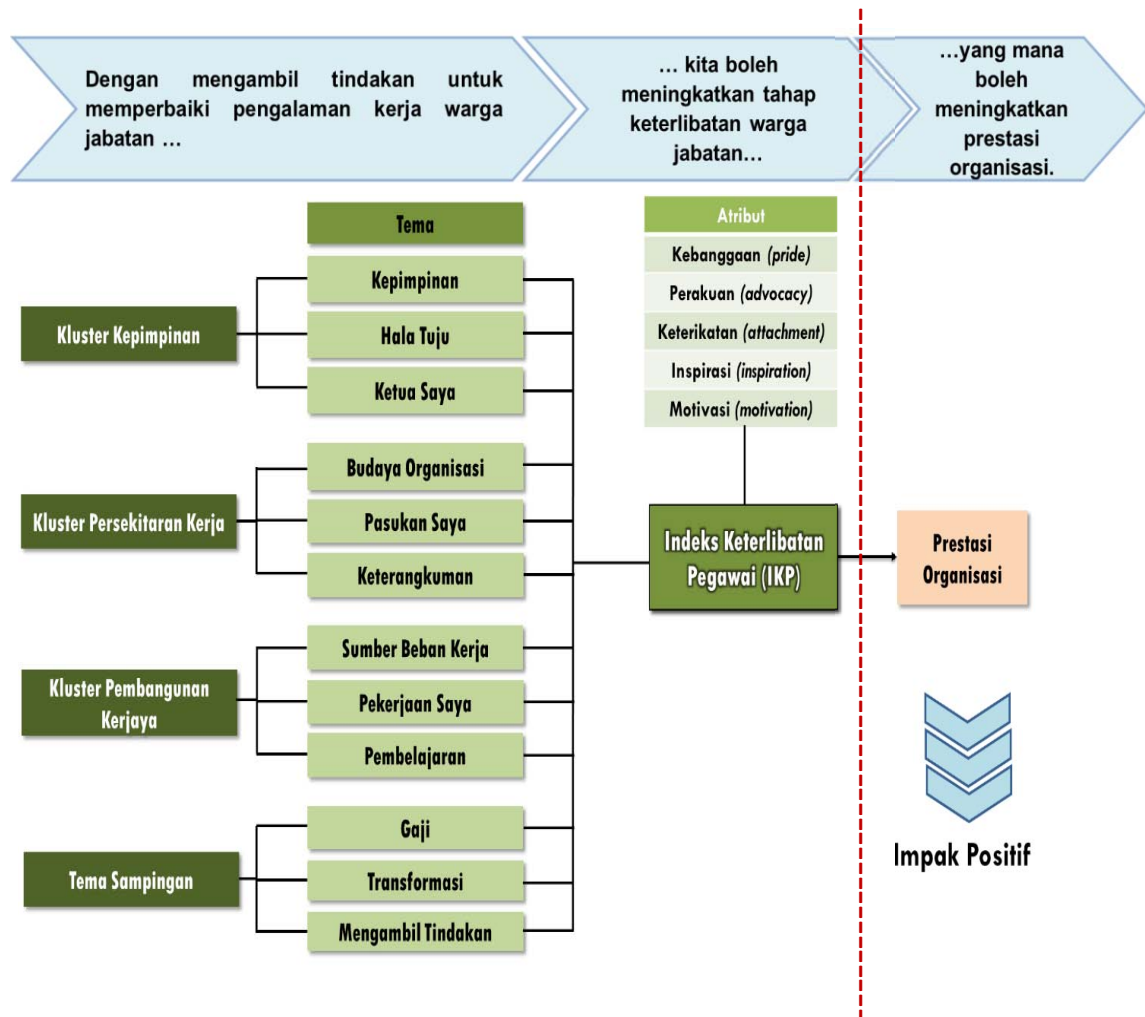 Dengan mengambil tindakan untuk
memperbaiki pengalaman kerja warga
jabatan …
… kita boleh
meningkatkan tahap
keterlibatan warga
jabatan…
…yang mana
boleh
meningkatkan
prestasi
organisasi.
Tema
Kluster Kepimpinan
Kepimpinan
Hala Tuju
Ketua Saya
Kluster Persekitaran Kerja
Budaya Organisasi
Pasukan Saya
Keterangkuman
Kluster Pembangunan
Kerjaya
Sumber Beban Kerja
Pekerjaan Saya
Pembelajaran
Tema Sampingan
Gaji
Transformasi
Mengambil Tindakan
Atribut
Kebanggaan (pride)
Perakuan (advocacy)
Keterikatan (attachment)
Inspirasi (inspiration)
Motivasi (motivation)
Indeks Keterlibatan
Pegawai (IKP)
Prestasi
Organisasi
Impak Positif